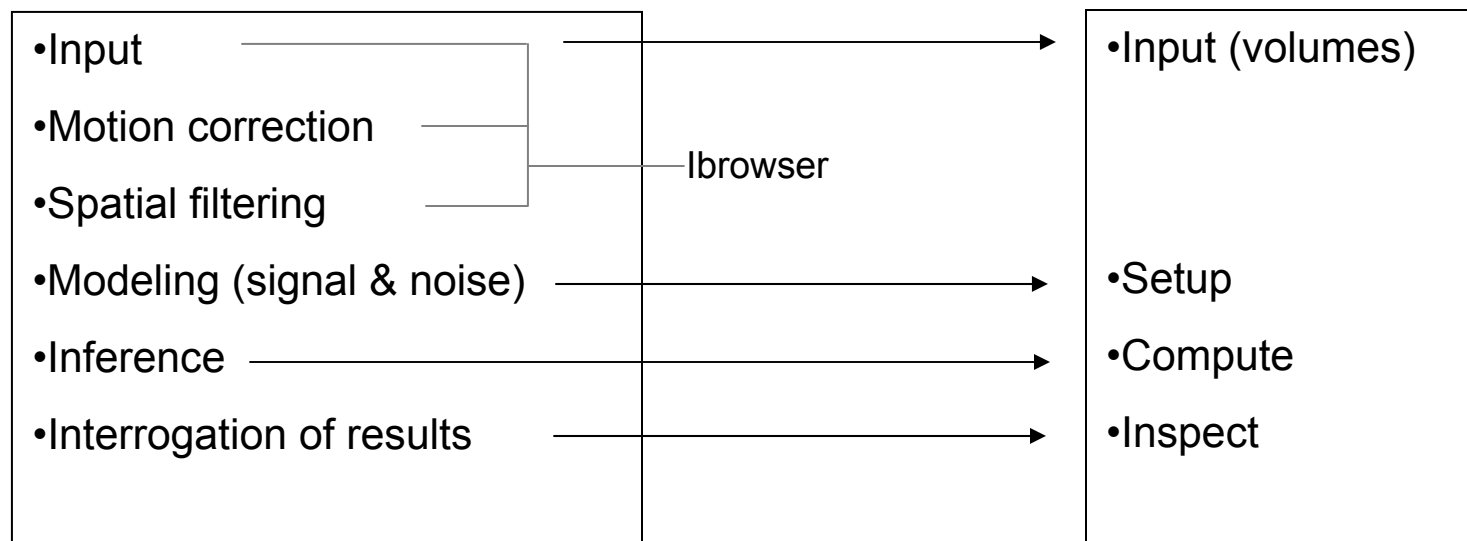 •Input
•Motion correction
•Spatial filtering
•Modeling (signal & noise)
•Inference
•Interrogation of results
Ibrowser
•Input (volumes)
•Setup
•Compute
•Inspect